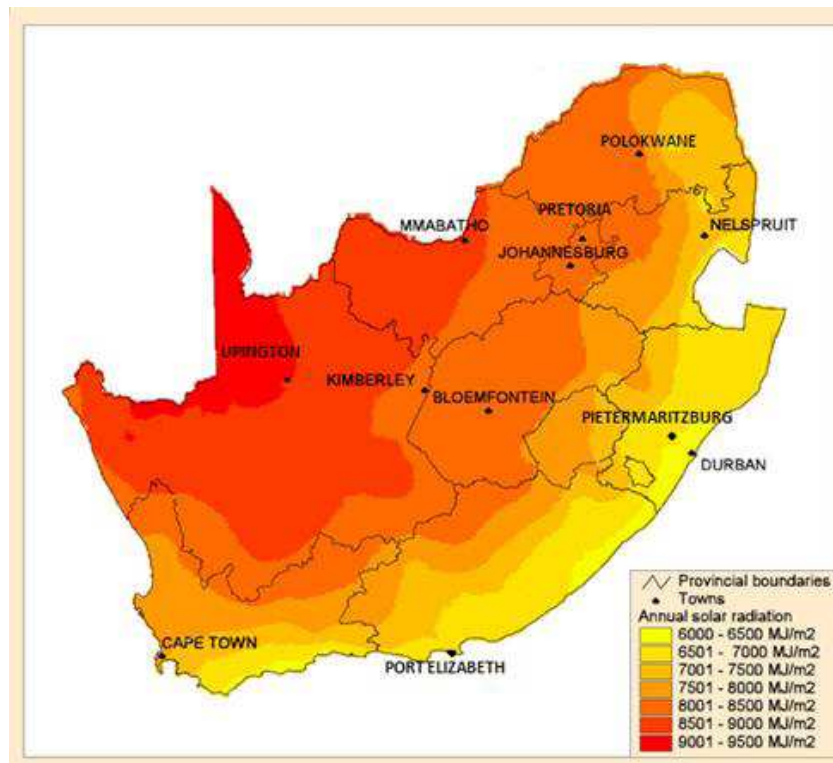 POLOKWANE
PRETORIA
MMABATHO
NELSPRUIT
JOHANNESBURG
UPINGTON
KIMBERLEY
BLOEMFONTEIN
PIETERMARITZBURG
DURBAN
CAPE TOWN
PORT ELIZABETH
Provincial boundaries
Towns
Annual solar radiation
6000 - 6500 MJ/m2
6501 - 7000 MJ/m2
7001 - 7500 MJ/m2
7501 - 8000 MJ/m2
8001 - 8500 MJ/m2
8501 - 9000 MJ/m2
9001 - 9500 MJ/m2